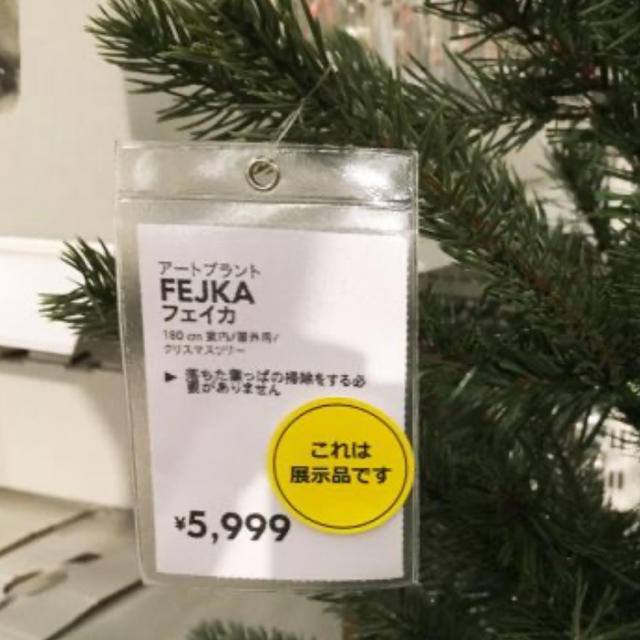 アートプラント
FEJKA
フェイカ
180 cm 室内/屋外用/
クリスマスツリー
▶ 落ちた葉っぱの掃除をする必
要がありません
これは
展示品です
¥5,999